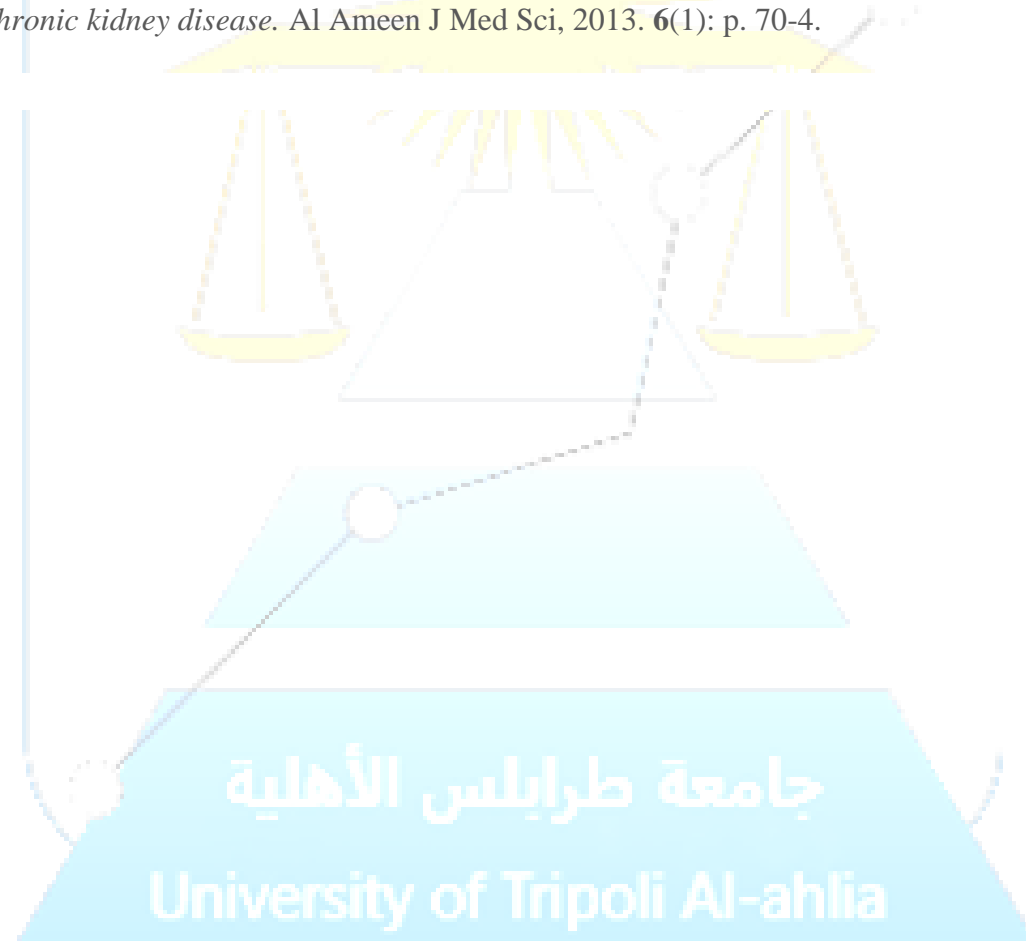 hronic kidney disease. Al Ameen J Med Sci, 2013. 6(1): p. 70-4.
جامعة طرابلس الأهلية
University of Tripoli Al-ahlia